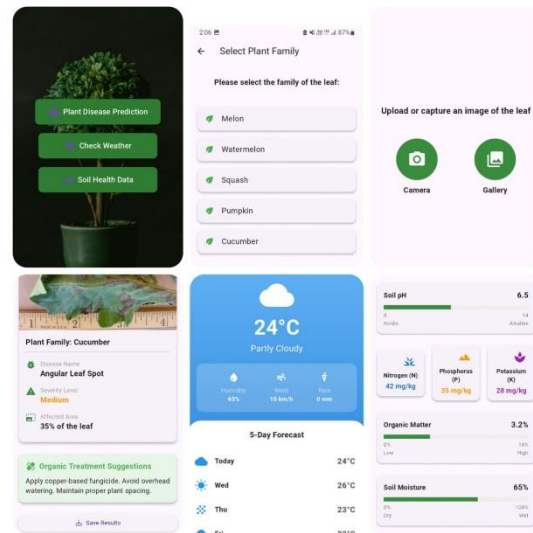 Plant Disease Prediction
Check Weather
Soil Health Data
2:06
87%
Select Plant Family
Please select the family of the leaf:
Melon
Watermelon
Squash
Pumpkin
Cucumber
Upload or capture an image of the leaf
Camera
Gallery
1 2 3 4
Plant Family: Cucumber
Disease Name
Angular Leaf Spot
Severity Level
Medium
Affected Area
35% of the leaf
Organic Treatment Suggestions
Apply copper-based fungicide. Avoid overhead
watering. Maintain proper plant spacing.
Save Results
24°C
Partly Cloudy
Humidity Wind Rain
65% 10 km/h 0 mm
5-Day Forecast
Today 24°C
Wed 26°C
Thu 23°C
Fri
Soil pH 6.5
0 14
Acidic
Nitrogen (N)
42 mg/kg
Phosphorus
(P)
35 mg/kg
Potassium
(K)
28 mg/kg
Organic Matter 3.2%
0% 10%
Low High
Soil Moisture 65%
0% 100%
Dry Wet